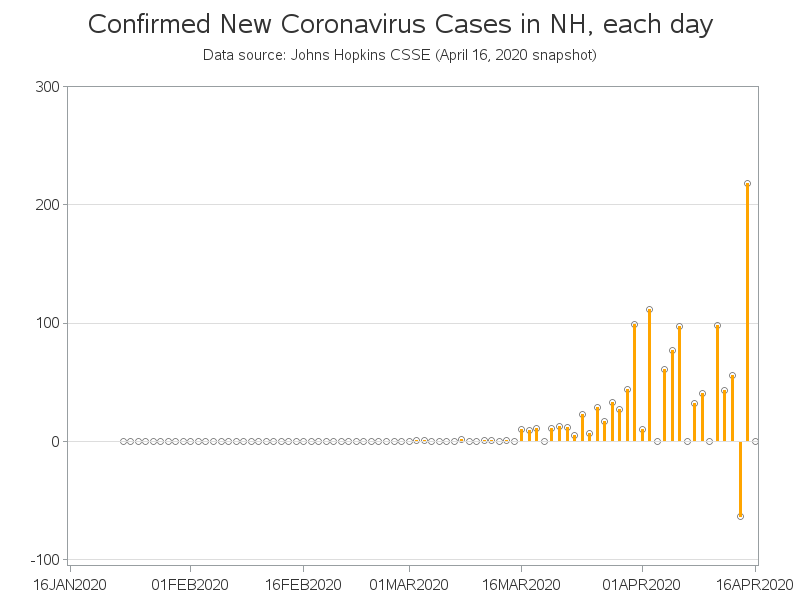 Confirmed New Coronavirus Cases in NH, each day
Data source: Johns Hopkins CSSE (April 16, 2020 snapshot)
300
200
100
0
-100
16JAN2020 01FEB2020 16FEB2020 01MAR2020 16MAR2020 01APR2020 16APR2020